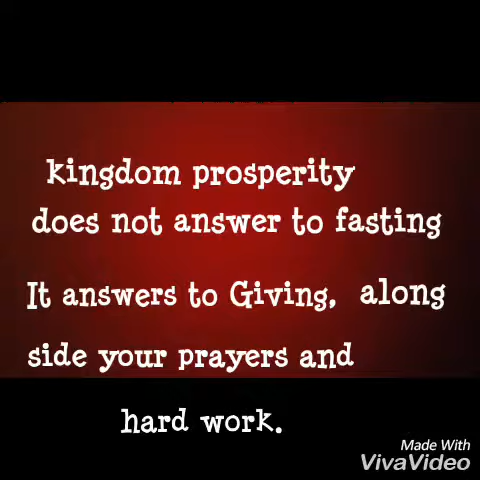 kingdom prosperity
does not answer to fasting
It answers to Giving, along
side your prayers and
hard work.
Made With
VivaVideo